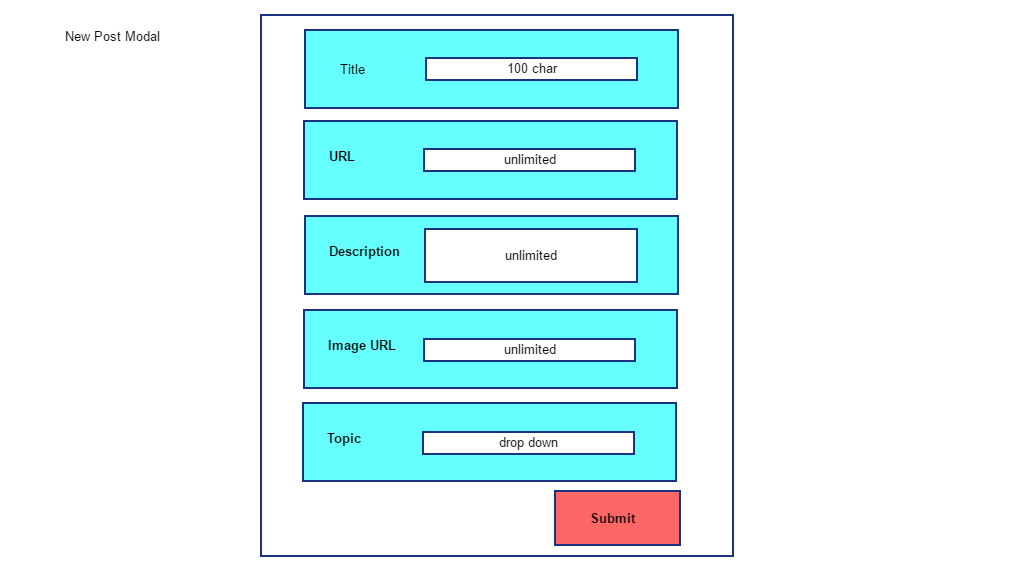 New Post Modal
Title
100 char
URL
unlimited
Description
unlimited
Image URL
unlimited
Topic
drop down
Submit